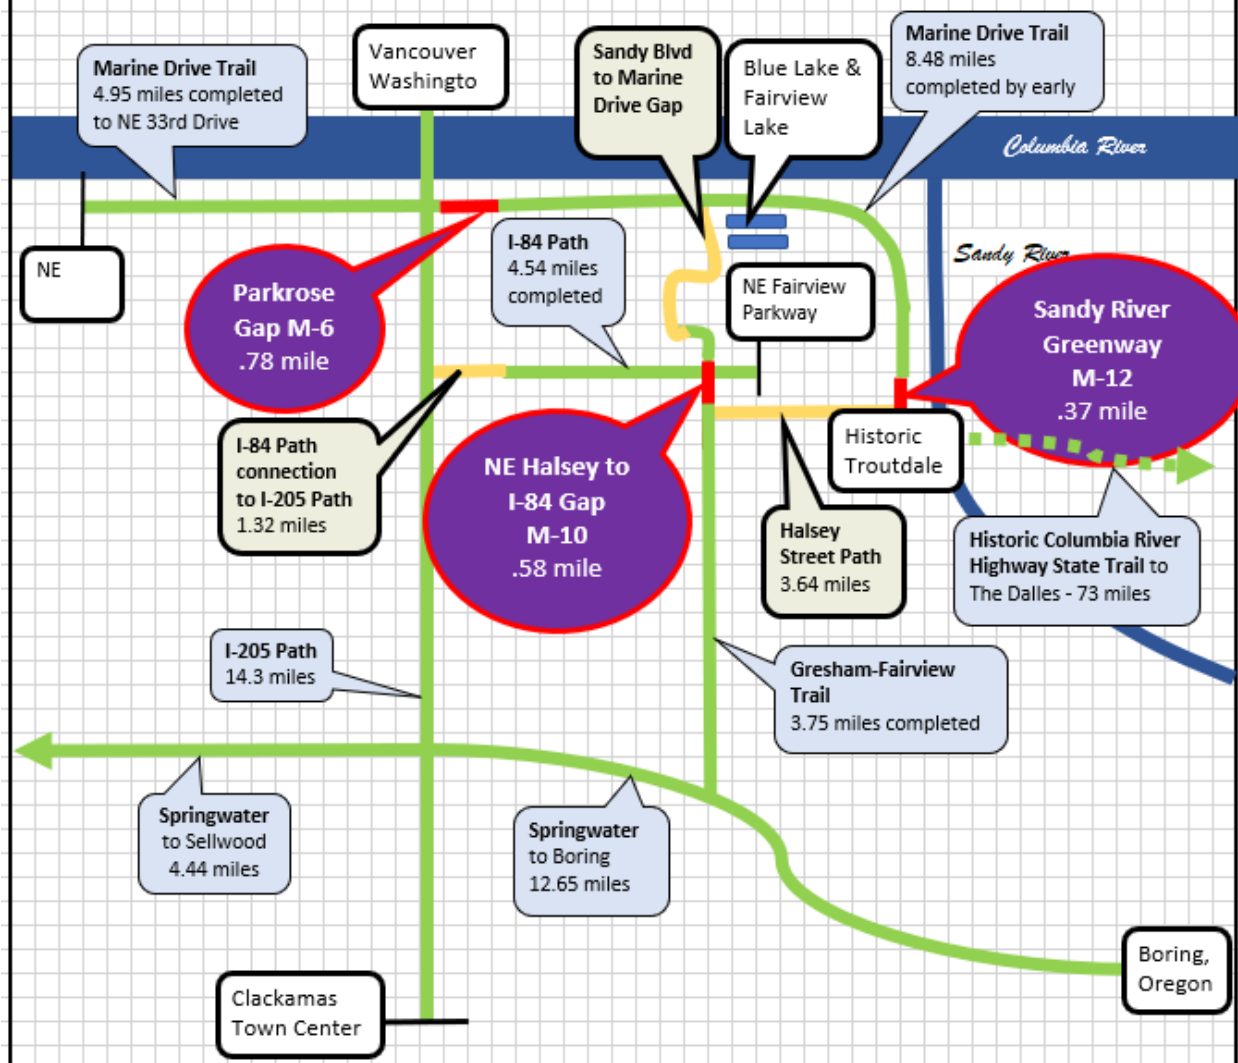 Marine Drive Trail
4.95 miles completed
to NE 33rd Drive
Vancouver
Washingto
Sandy Blvd
to Marine
Drive Gap
Blue Lake &
Fairview
Lake
Marine Drive Trail
8.48 miles
completed by early
Columbia River
NE
Parkrose
Gap M-6
.78 mile
I-84 Path
4.54 miles
completed
NE Fairview
Parkway
Sandy River
Sandy River
Greenway
M-12
.37 mile
I-84 Path
connection
to I-205 Path
1.32 miles
NE Halsey to
I-84 Gap
M-10
.58 mile
Historic
Troutdale
Halsey
Street Path
3.64 miles
Historic Columbia River
Highway State Trail to
The Dalles - 73 miles
I-205 Path
14.3 miles
Gresham-Fairview
Trail
3.75 miles completed
Springwater
to Sellwood
4.44 miles
Springwater
to Boring
12.65 miles
Boring,
Oregon
Clackamas
Town Center